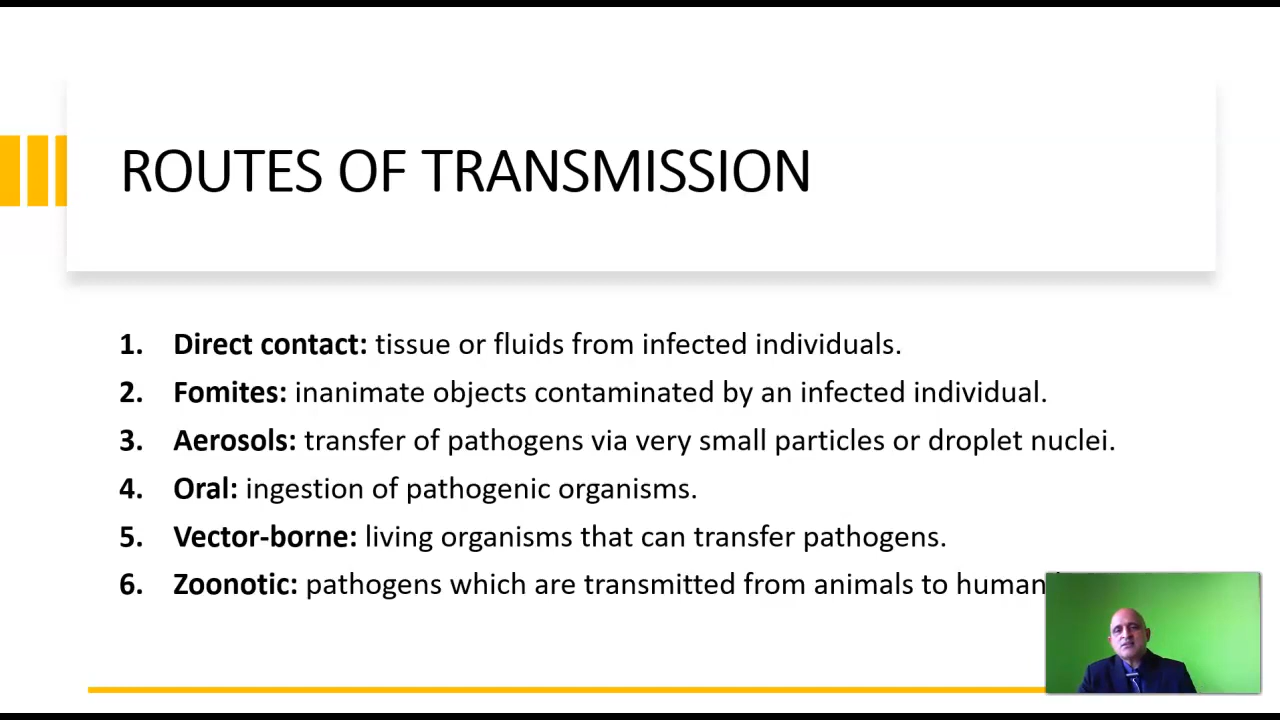 ROUTES OF TRANSMISSION
1. Direct contact: tissue or fluids from infected individuals.
2. Fomites: inanimate objects contaminated by an infected individual.
3. Aerosols: transfer of pathogens via very small particles or droplet nuclei.
4. Oral: ingestion of pathogenic organisms.
5. Vector-borne: living organisms that can transfer pathogens.
6. Zoonotic: pathogens which are transmitted from animals to human